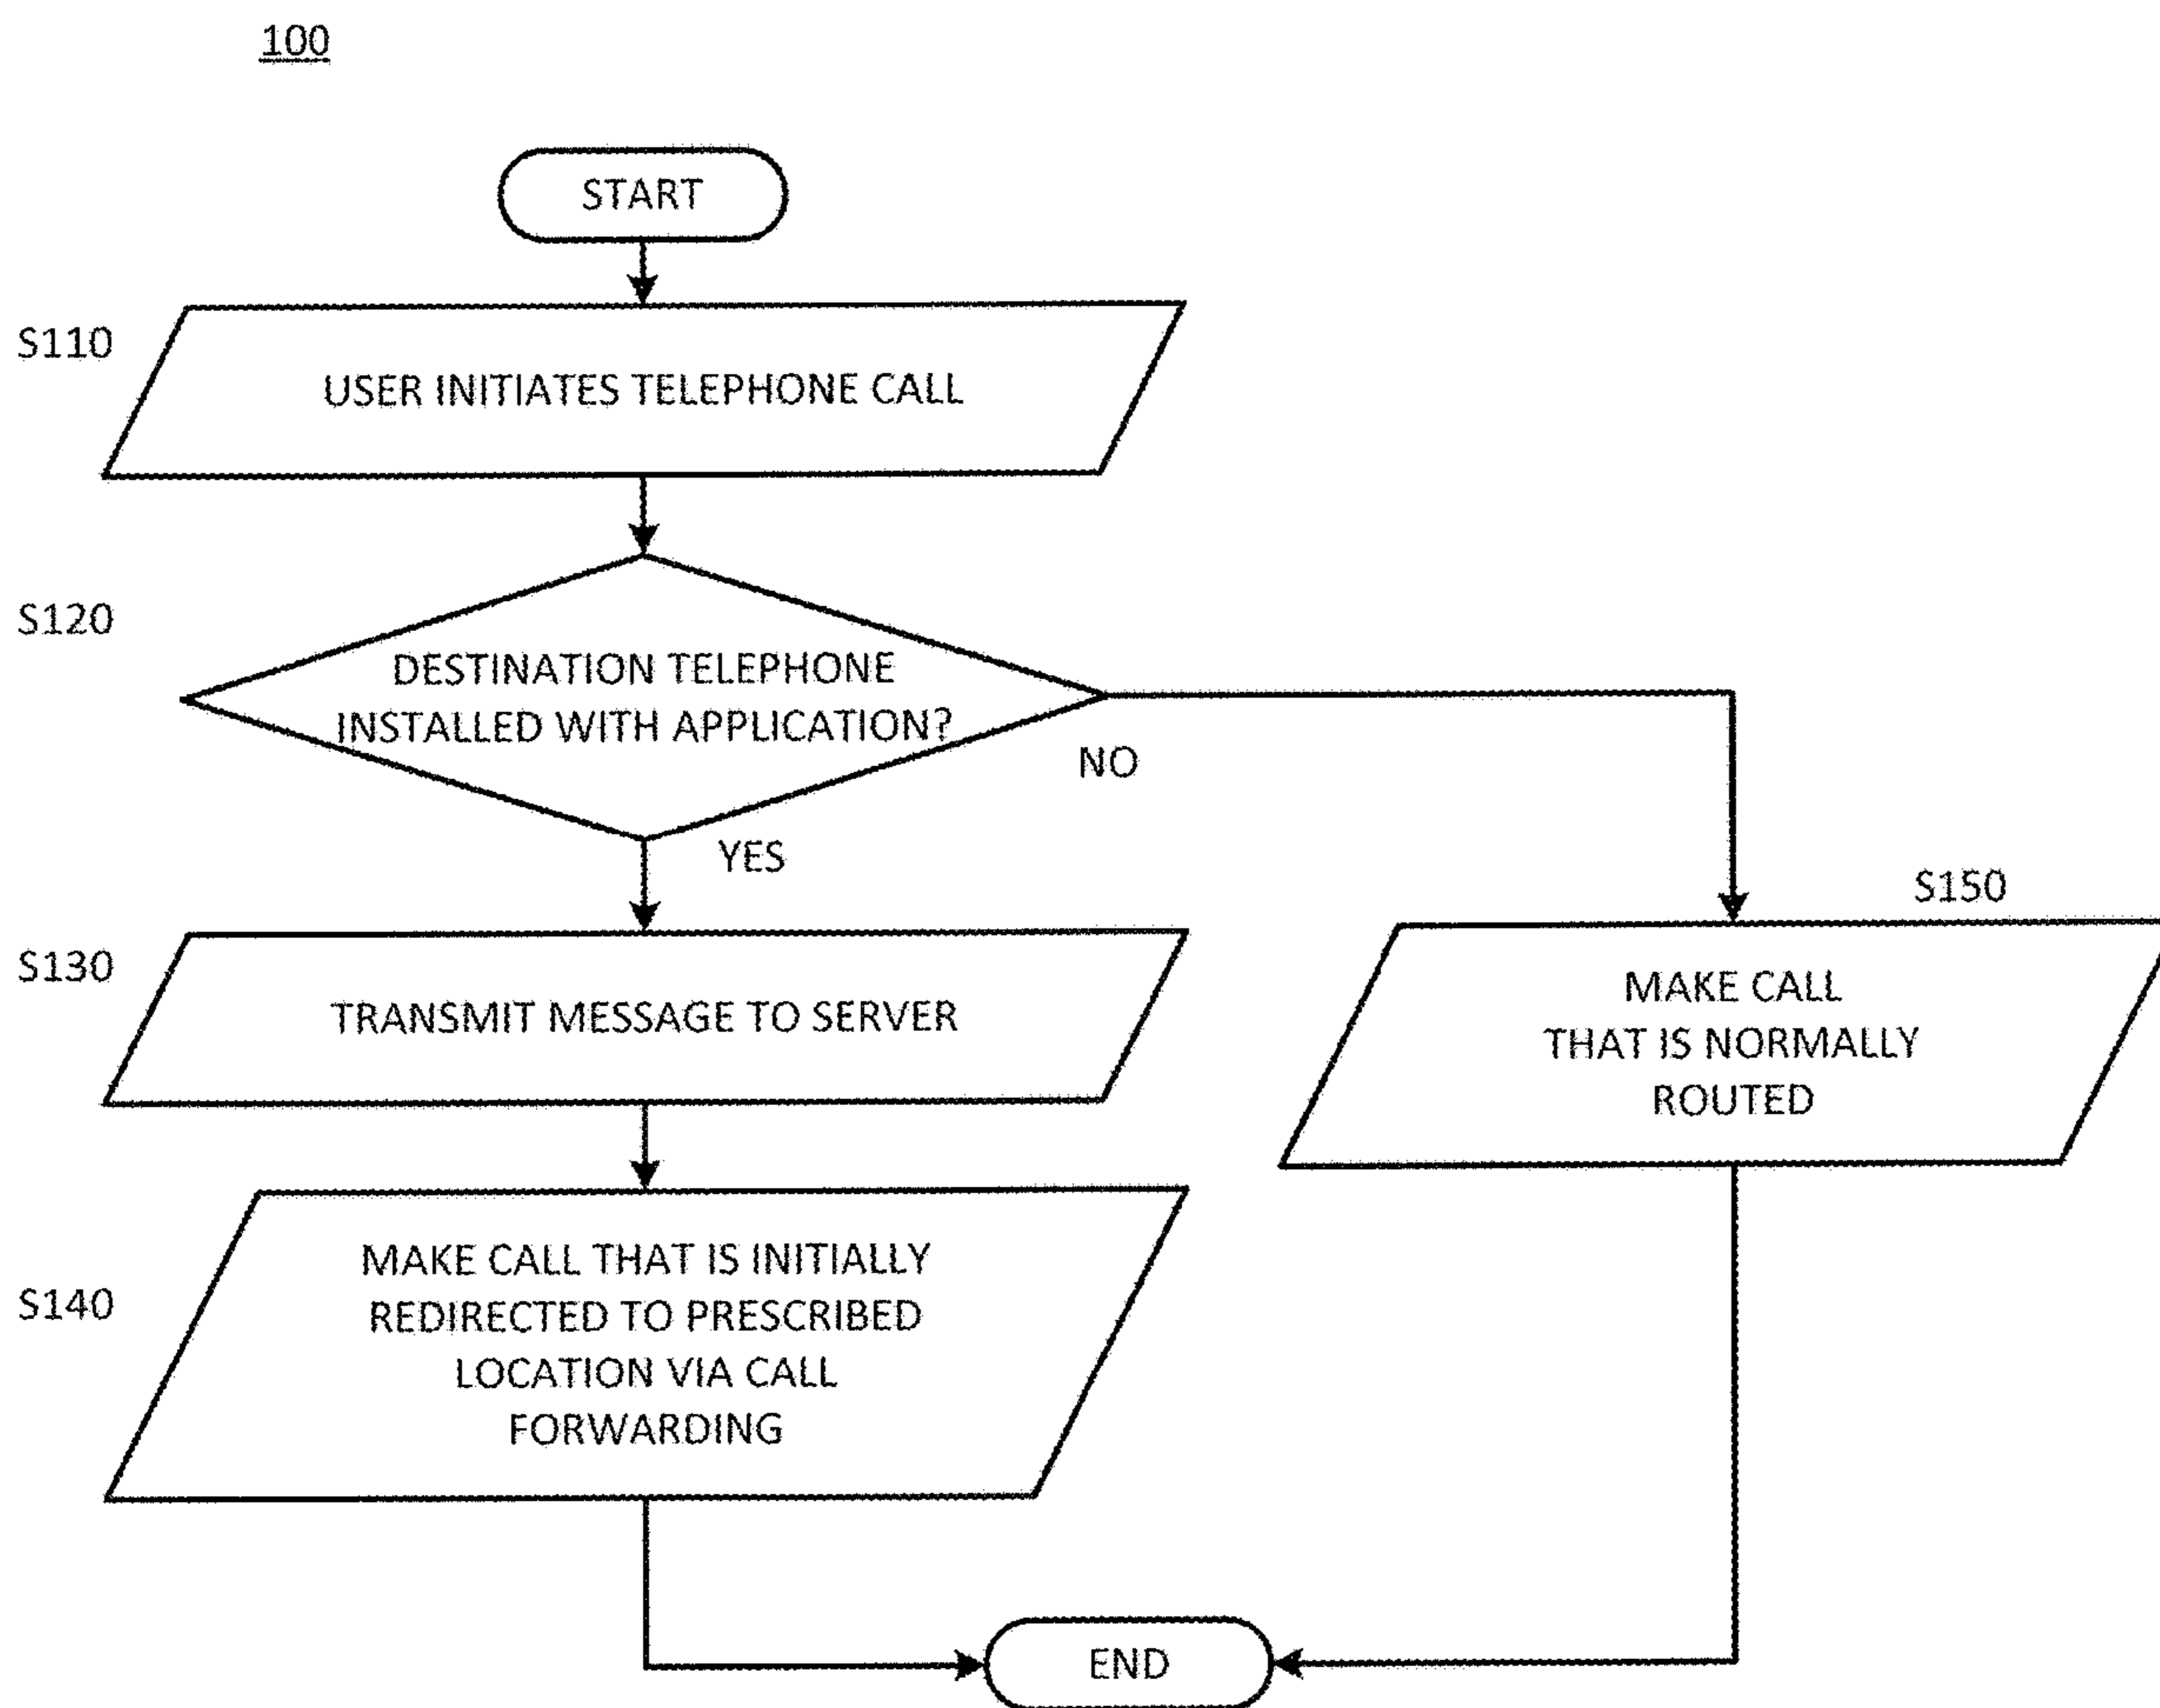 100
START
S110
USER INITIATES TELEPHONE CALL
S120
DESTINATION TELEPHONE
INSTALLED WITH APPLICATION?
NO
YES
S130
TRANSMIT MESSAGE TO SERVER
S150
MAKE CALL
THAT IS NORMALLY
ROUTED
S140
MAKE CALL THAT IS INITIALLY
REDIRECTED TO PRESCRIBED
LOCATION VIA CALL
FORWARDING
END